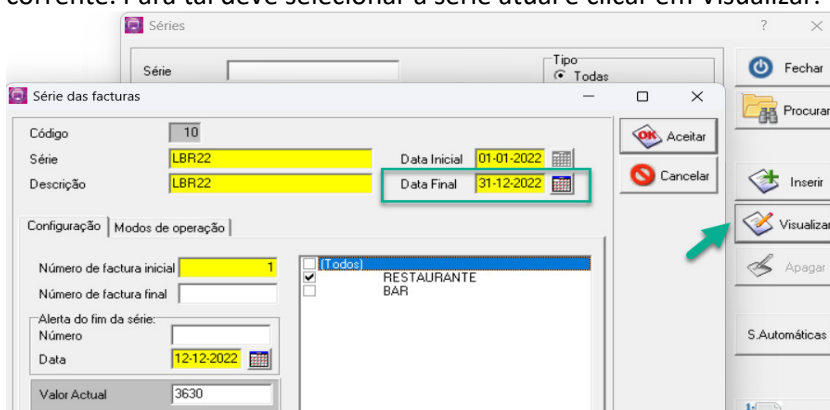 corrente. Para tal deve selecionar a série atual e clicar em Visualizar.
Séries
? ×
Série
Tipo
Todas
Fechar
Procurar
Inserir
Visualizar
Apagar
S.Automáticas
Série das facturas
Código 10
Série LBR22 Data Inicial 01-01-2022
Descrição LBR22 Data Final 31-12-2022
OK Aceitar
Cancelar
Configuração Modos de operação
Número de factura inicial 1
Número de factura final
Alerta do fim da série:
Número
Data 12-12-2022
Valor Actual 3630
(Todos)
RESTAURANTE
BAR